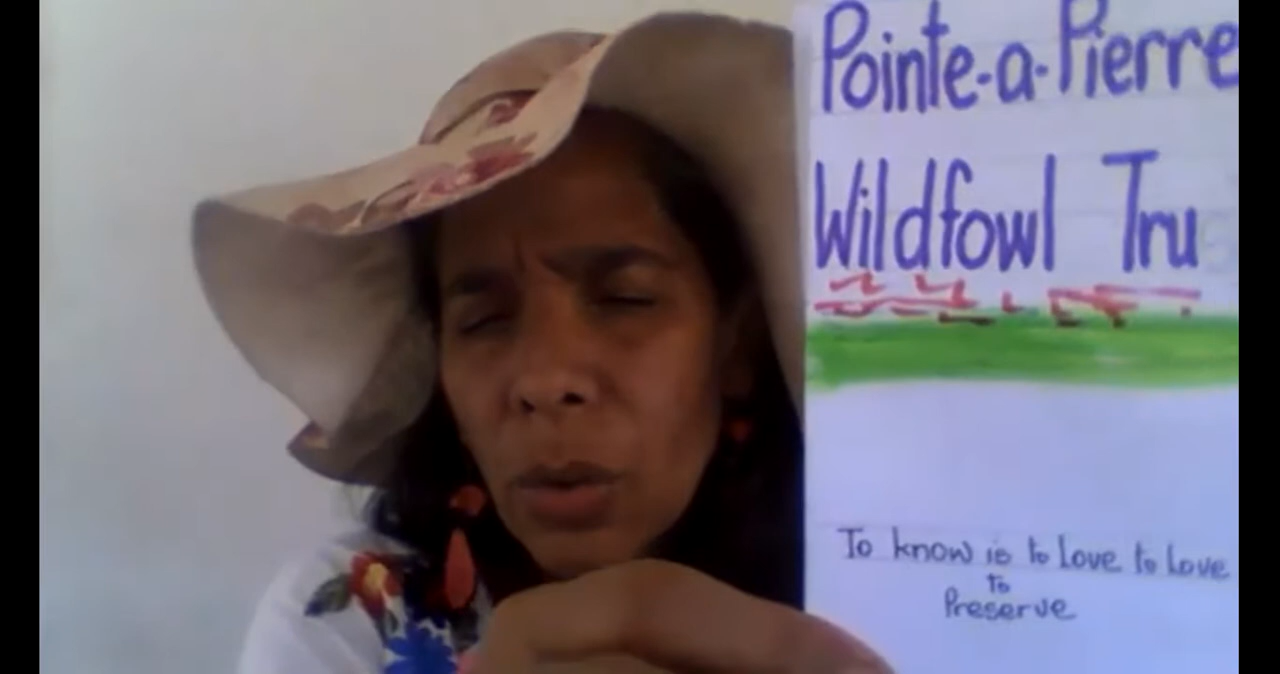 Pointe-a-Pierre
Wildfowl Tru
To know is to Love to Love
to
Preserve